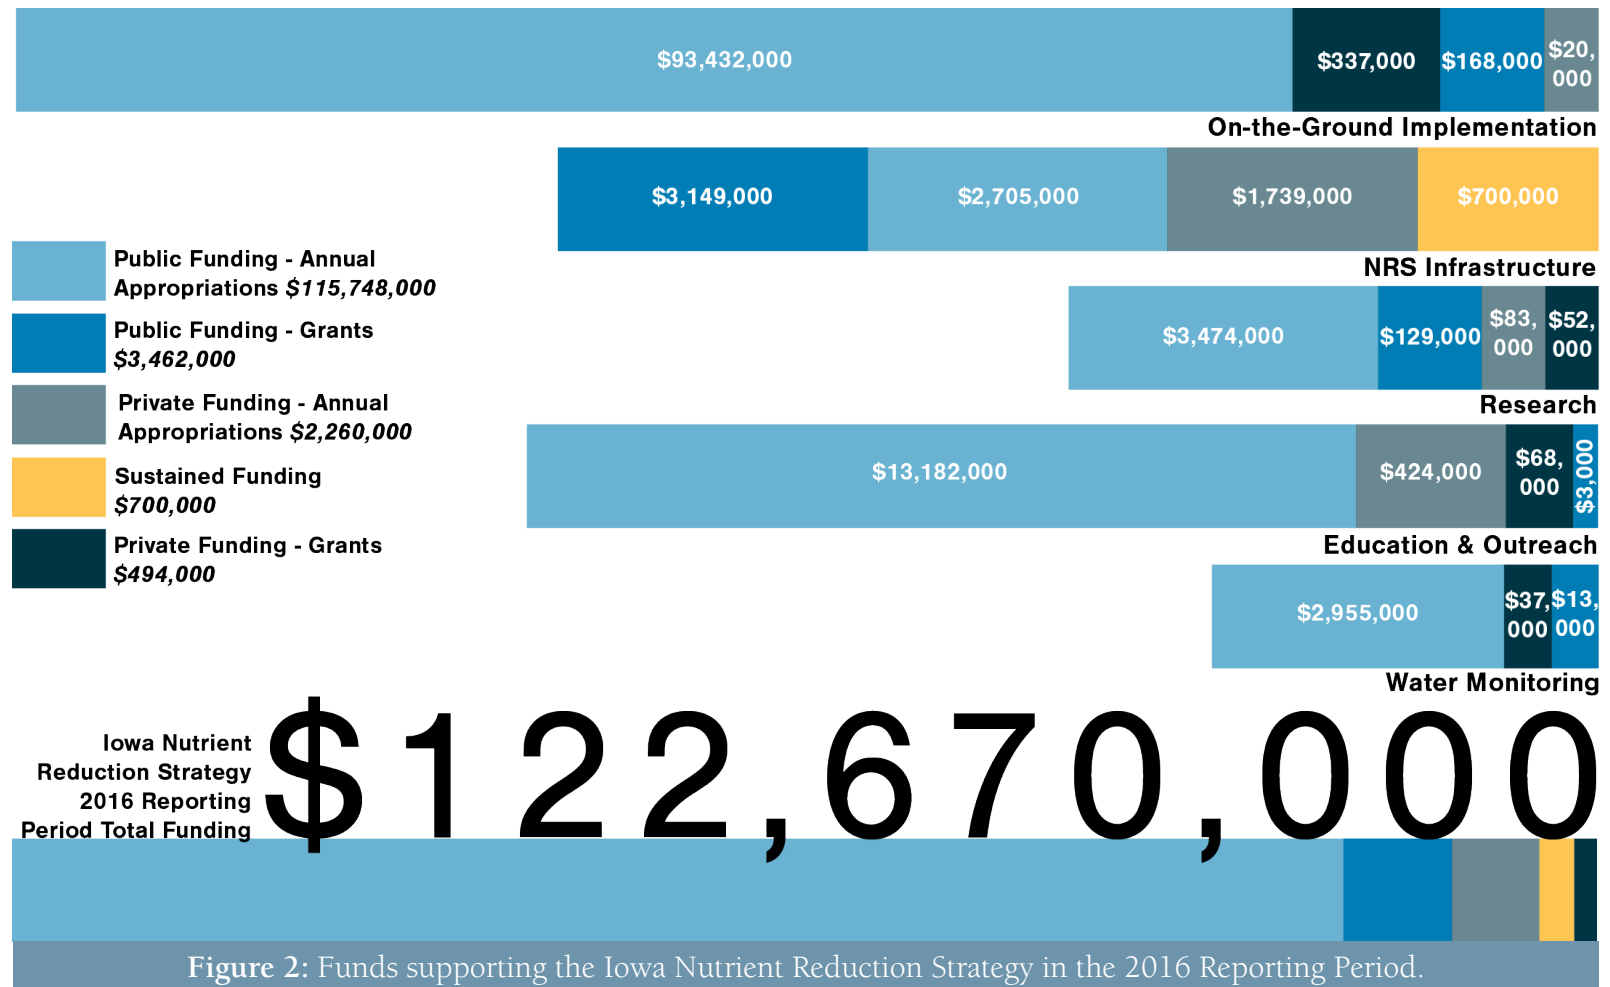 $93,432,000
$337,000
$168,000
$20,
000
On-the-Ground Implementation
$3,149,000
$2,705,000
$1,739,000
$700,000
NRS Infrastructure
Public Funding - Annual
Appropriations $115,748,000
Public Funding - Grants
$3,462,000
Private Funding - Annual
Appropriations $2,260,000
Sustained Funding
$700,000
Private Funding - Grants
$494,000
$3,474,000
$129,000
$83,
000
$52,
000
Research
$13,182,000
$424,000
$68,
000
$3,000
Education & Outreach
$2,955,000
$37,
000
$13,
000
Water Monitoring
Iowa Nutrient
Reduction Strategy
2016 Reporting
Period Total Funding
$122,670,000
Figure 2: Funds supporting the Iowa Nutrient Reduction Strategy in the 2016 Reporting Period.